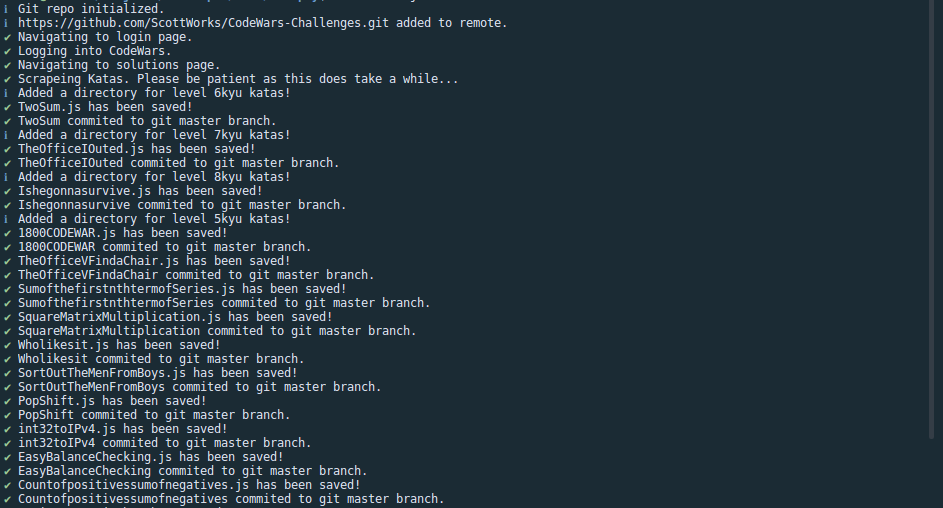 ℹ Git repo initialized.
ℹ https://github.com/ScottWorks/CodeWars-Challenges.git added to remote.
✔ Navigating to login page.
✔ Logging into CodeWars.
✔ Navigating to solutions page.
✔ Scrapeing Katas. Please be patient as this does take a while...
ℹ Added a directory for level 6kyu katas!
✔ TwoSum.js has been saved!
✔ TwoSum commited to git master branch.
ℹ Added a directory for level 7kyu katas!
✔ TheOfficeIOuted.js has been saved!
✔ TheOfficeIOuted commited to git master branch.
ℹ Added a directory for level 8kyu katas!
✔ Ishegonnasurvive.js has been saved!
✔ Ishegonnasurvive commited to git master branch.
ℹ Added a directory for level 5kyu katas!
✔ 1800CODEWAR.js has been saved!
✔ 1800CODEWAR commited to git master branch.
✔ TheOfficeVFindaChair.js has been saved!
✔ TheOfficeVFindaChair commited to git master branch.
✔ SumofthefirstnthtermofSeries.js has been saved!
✔ SumofthefirstnthtermofSeries commited to git master branch.
✔ SquareMatrixMultiplication.js has been saved!
✔ SquareMatrixMultiplication commited to git master branch.
✔ Wholikesit.js has been saved!
✔ Wholikesit commited to git master branch.
✔ SortOutTheMenFromBoys.js has been saved!
✔ SortOutTheMenFromBoys commited to git master branch.
✔ PopShift.js has been saved!
✔ PopShift commited to git master branch.
✔ int32toIPv4.js has been saved!
✔ int32toIPv4 commited to git master branch.
✔ EasyBalanceChecking.js has been saved!
✔ EasyBalanceChecking commited to git master branch.
✔ Countofpositivessumofnegatives.js has been saved!
✔ Countofpositivessumofnegatives commited to git master branch.